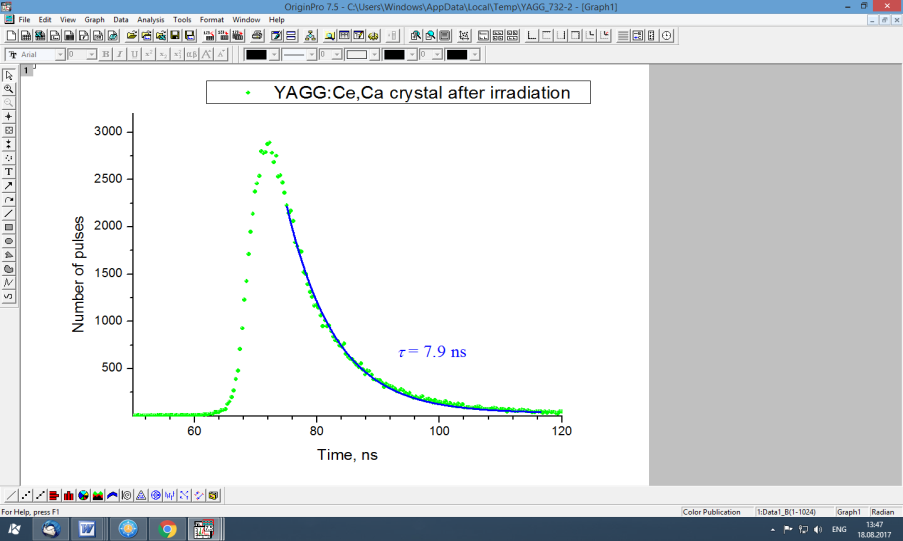 OriginPro 7.5 - C:\Users\Windows\AppData\Local\Temp\YAGG_732-2 - [Graph1]
File Edit View Graph Data Analysis Tools Format Window Help
Arial 0 B I U αβ
1
YAGG:Ce,Ca crystal after irradiation
3000
2500
2000
1500
1000
500
Number of pulses
τ = 7.9 ns
60 80 100 120
Time, ns
For Help, press F1 Color Publication 1:Data1_B(1-1024) Graph1 Radian
ENG 13:47
18.08.2017